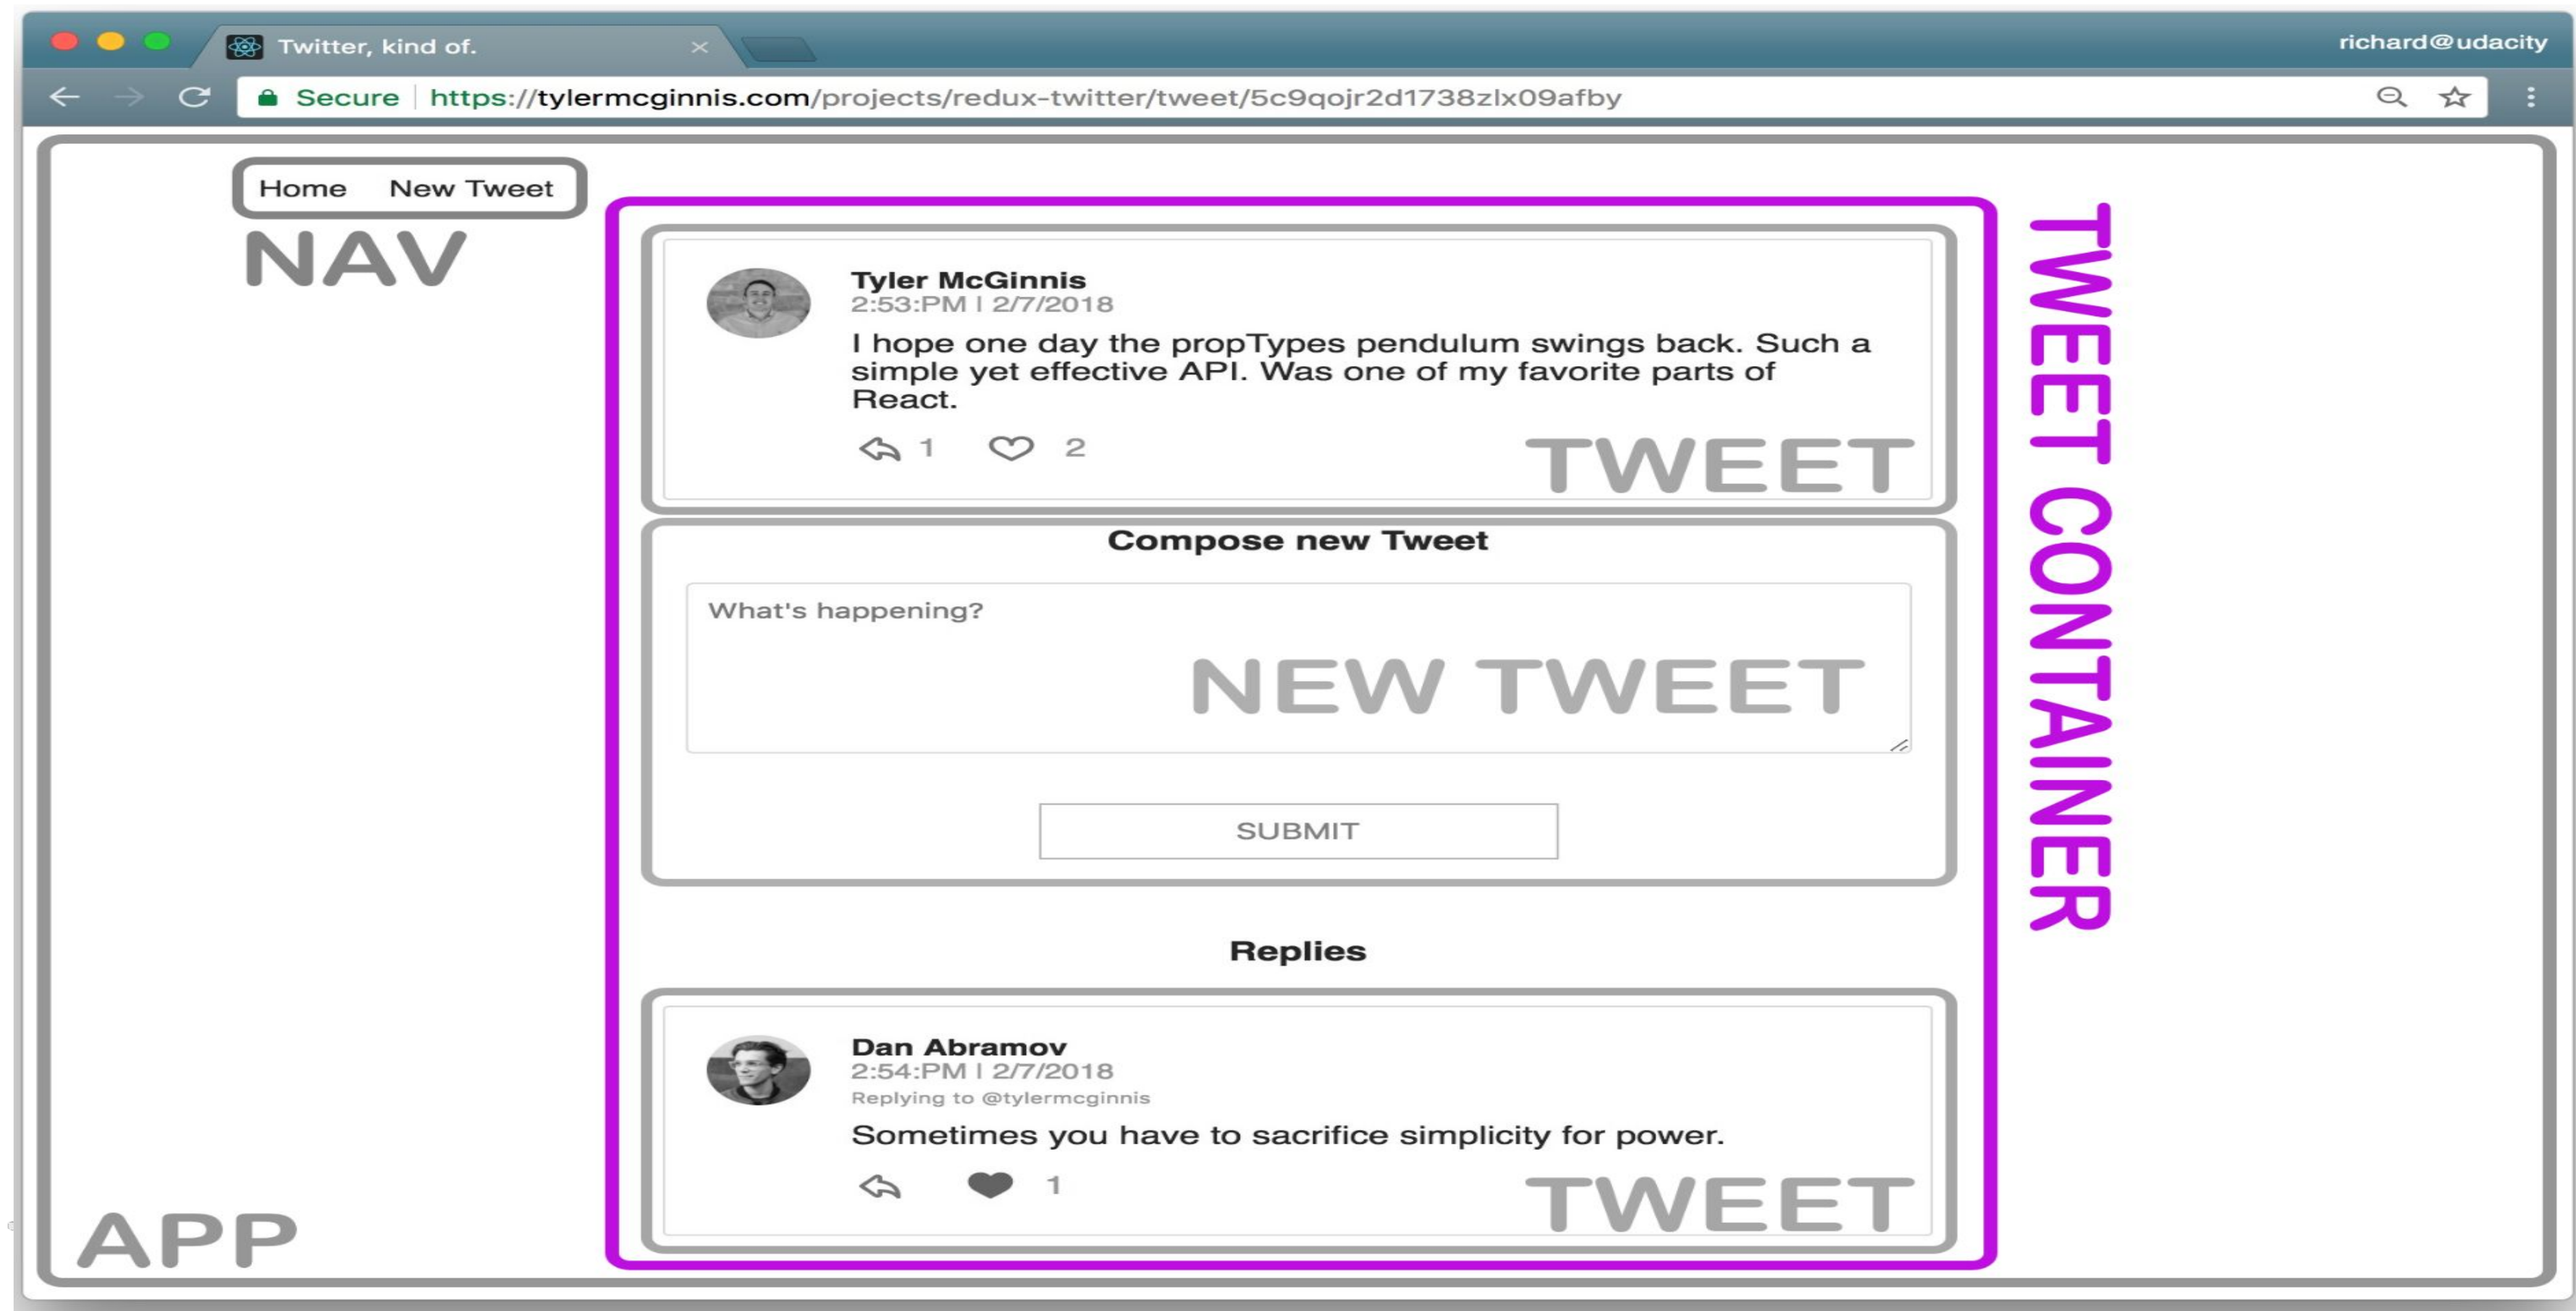 Twitter, kind of.
richard@udacity
Secure https://tylermcginnis.com/projects/redux-twitter/tweet/5c9qojr2d1738zlx09afby
Home New Tweet
NAV
Tyler McGinnis
2:53:PM | 2/7/2018
I hope one day the propTypes pendulum swings back. Such a
simple yet effective API. Was one of my favorite parts of
React.
1 2
TWEET
Compose new Tweet
What's happening?
NEW TWEET
SUBMIT
Replies
Dan Abramov
2:54:PM | 2/7/2018
Replying to @tylermcginnis
Sometimes you have to sacrifice simplicity for power.
1
TWEET
TWEET CONTAINER
APP